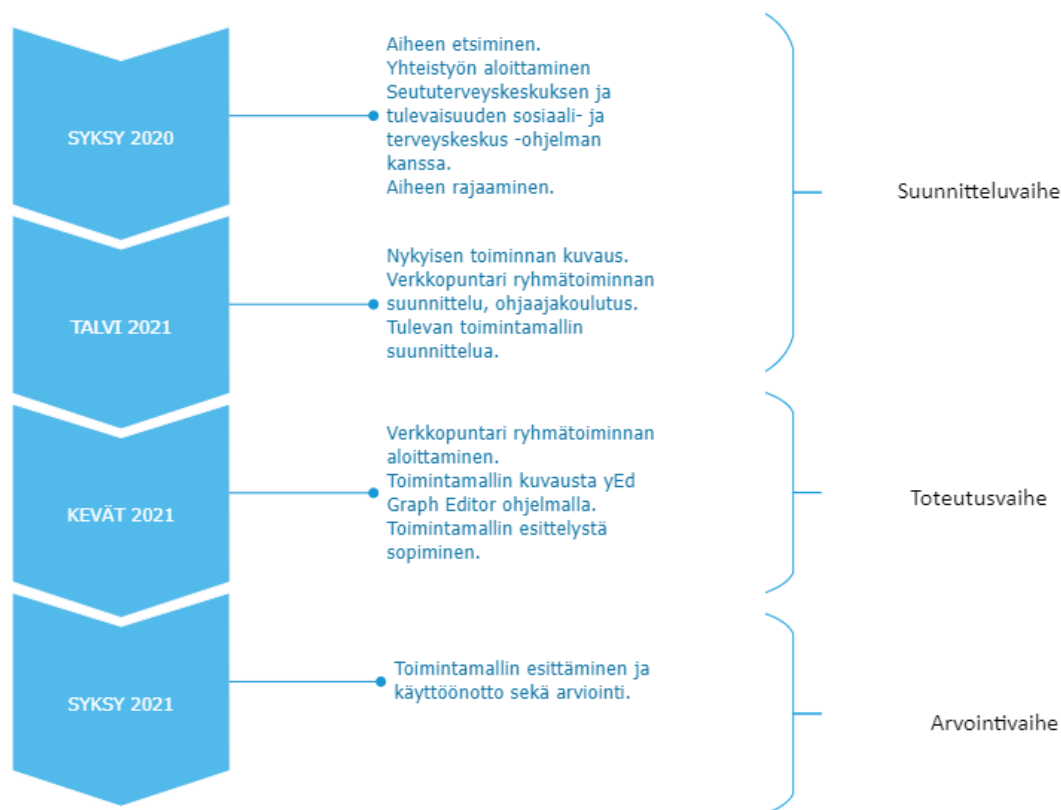 SYKSY 2020
Aiheen etsiminen.
Yhteistyön aloittaminen
Seututerveyskeskuksen ja
tulevaisuuden sosiaali- ja
terveyskeskus -ohjelman
kanssa.
Aiheen rajaaminen.
Suunnitteluvaihe
TALVI 2021
Nykyisen toiminnan kuvaus.
Verkkopuntari ryhmätoiminnan
suunnittelu, ohjaajakoulutus.
Tulevan toimintamallin
suunnittelua.
KEVÄT 2021
Verkkopuntari ryhmätoiminnan
aloittaminen.
Toimintamallin kuvausta yEd
Graph Editor ohjelmalla.
Toimintamallin esittelystä
sopiminen.
Toteutusvaihe
SYKSY 2021
Toimintamallin esittäminen ja
käyttöönotto sekä arviointi.
Arvointivaihe